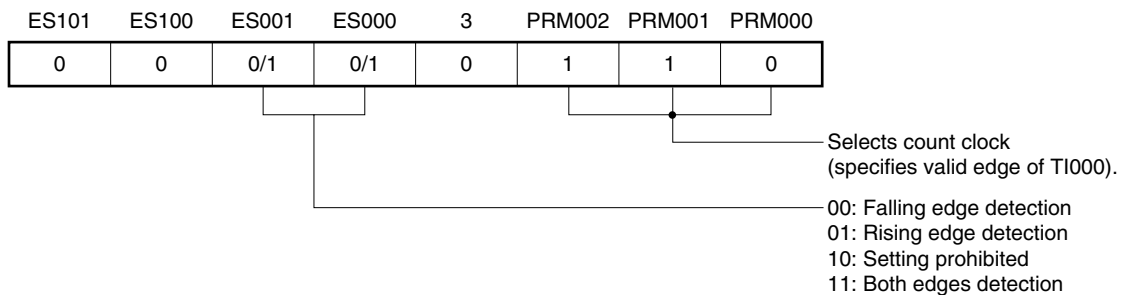 ES101 ES100 ES001 ES000 3 PRM002 PRM001 PRM000
0 0 0/1 0/1 0 1 1 0
Selects count clock
(specifies valid edge of TI000).
00: Falling edge detection
01: Rising edge detection
10: Setting prohibited
11: Both edges detection